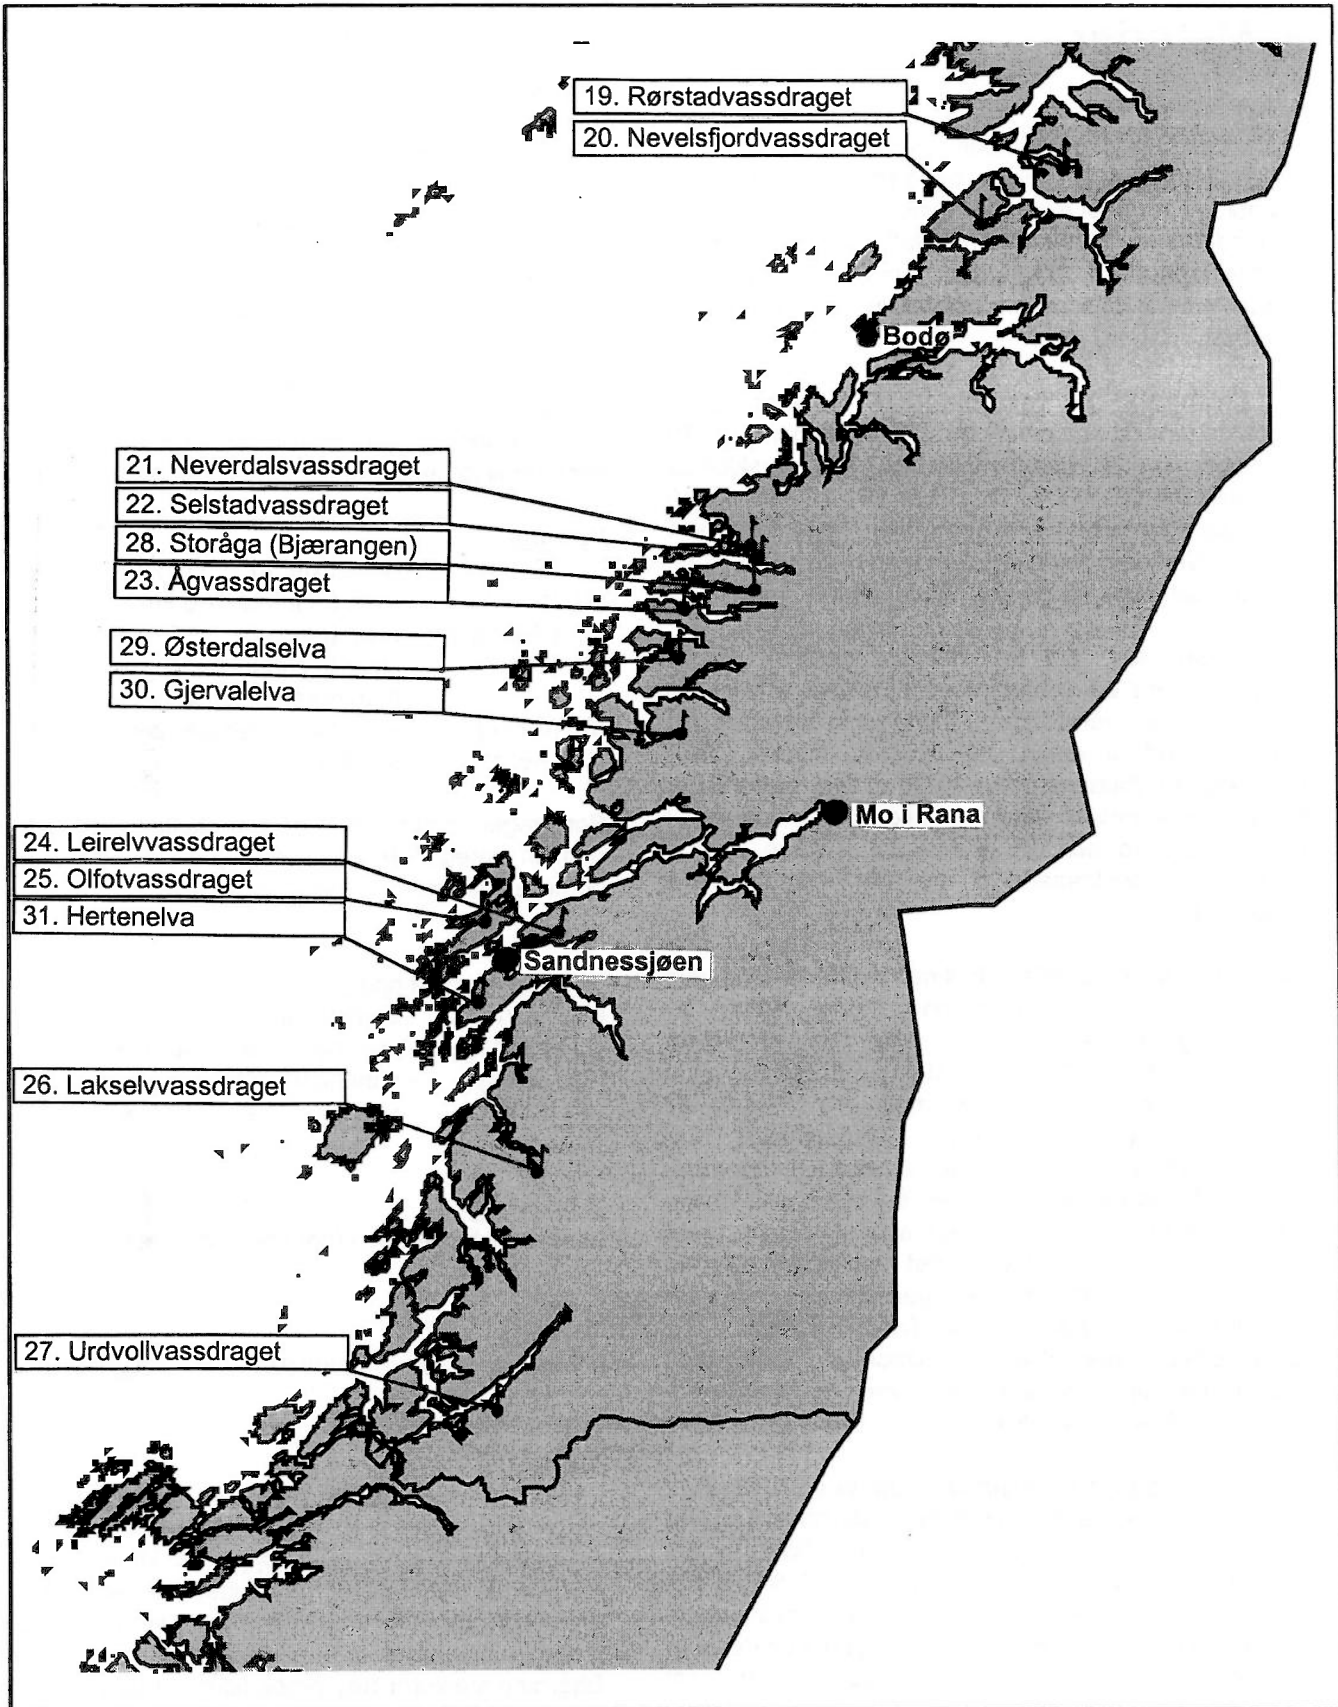 19. Rørstadvassdraget
20. Nevelsfjordvassdraget
Bodø
21. Neverdalsvassdraget
22. Selstadvassdraget
28. Storåga (Bjærangen)
23. Ågvassdraget
29. Østerdalselva
30. Gjervalelva
Mo i Rana
24. Leirelvvassdraget
25. Olfotvassdraget
31. Hertenelva
Sandnessjøen
26. Lakselvvassdraget
27. Urdvollvassdraget